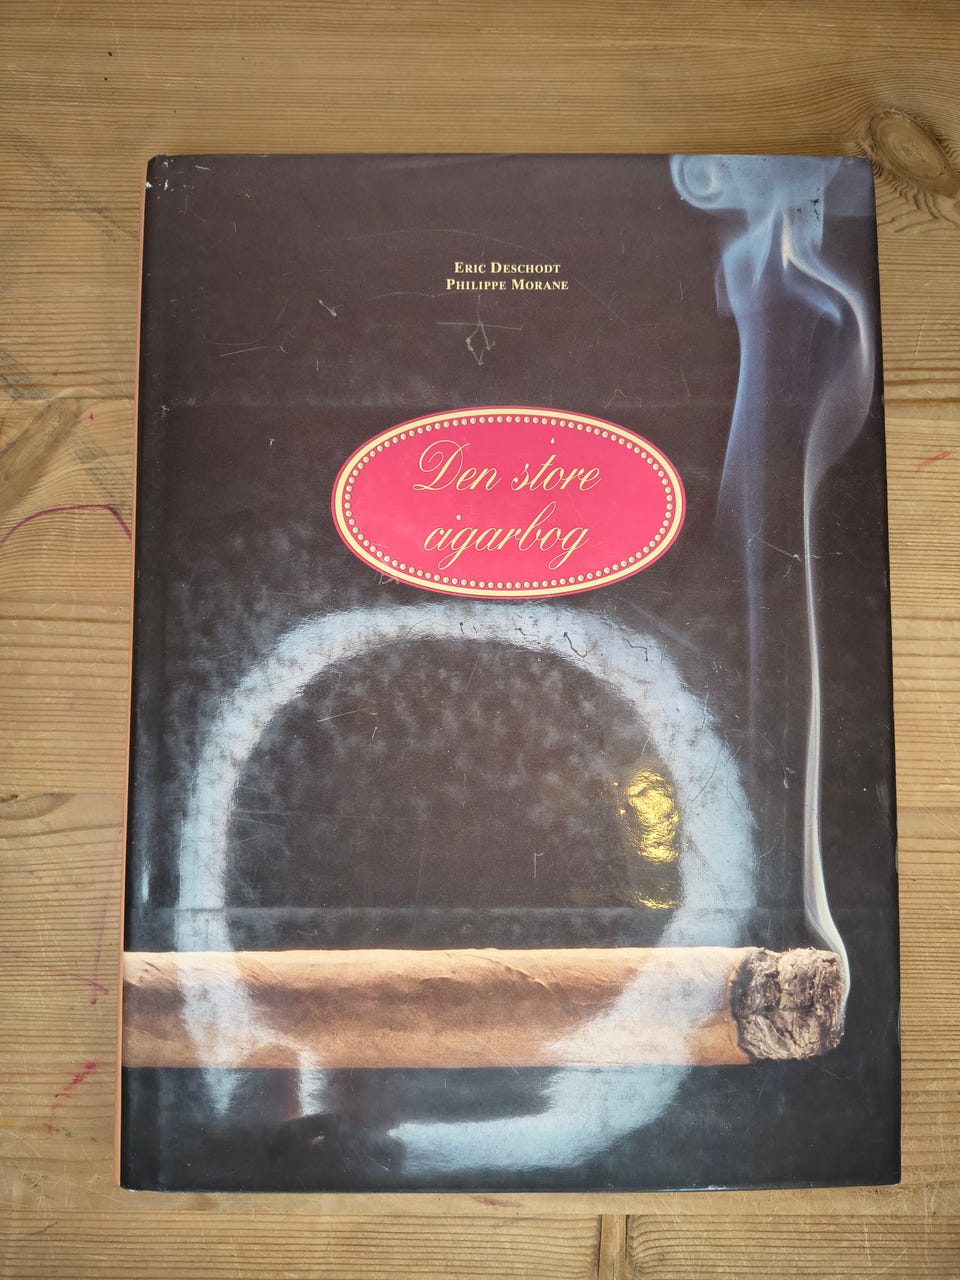 Eric Deschodt
Philippe Morane
Den store
cigarbog